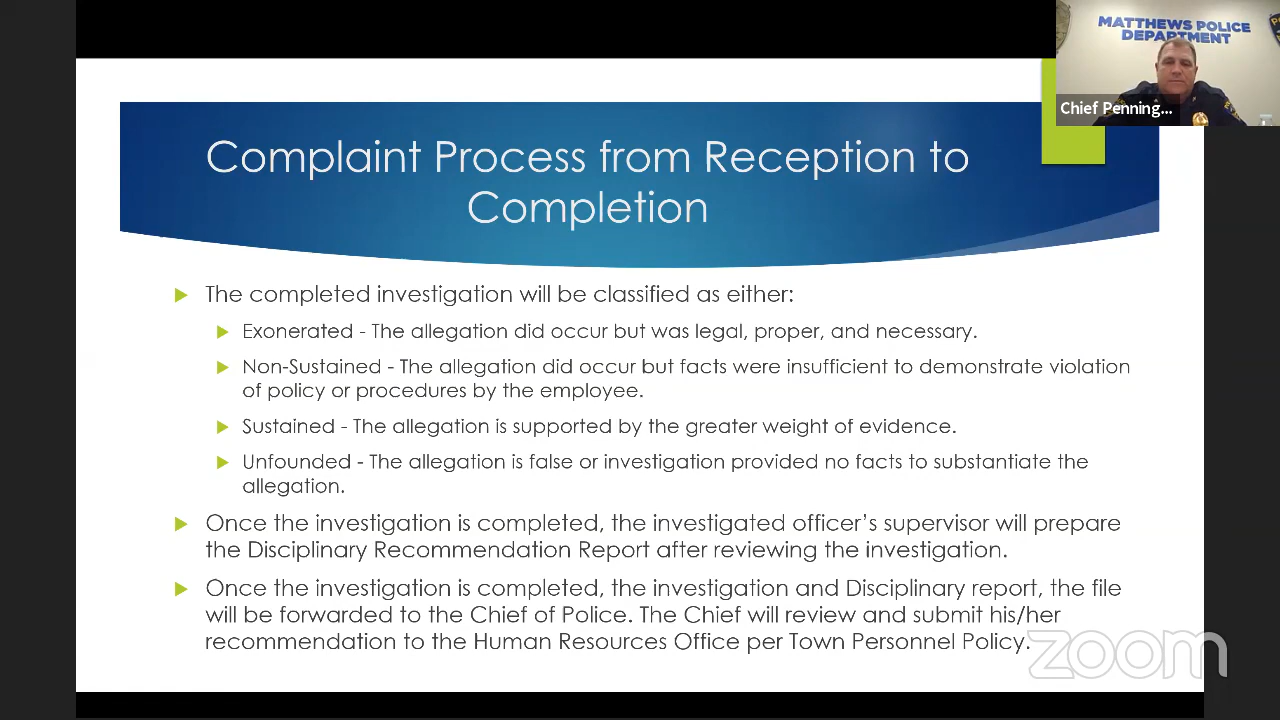 MATTHEWS POLICE
DEPARTMENT
Chief Penning...
Complaint Process from Reception to
Completion
The completed investigation will be classified as either:
Exonerated - The allegation did occur but was legal, proper, and necessary.
Non-Sustained - The allegation did occur but facts were insufficient to demonstrate violation
of policy or procedures by the employee.
Sustained - The allegation is supported by the greater weight of evidence.
Unfounded - The allegation is false or investigation provided no facts to substantiate the
allegation.
Once the investigation is completed, the investigated officer's supervisor will prepare
the Disciplinary Recommendation Report after reviewing the investigation.
Once the investigation is completed, the investigation and Disciplinary report, the file
will be forwarded to the Chief of Police. The Chief will review and submit his/her
recommendation to the Human Resources Office per Town Personnel Policy.
zoom